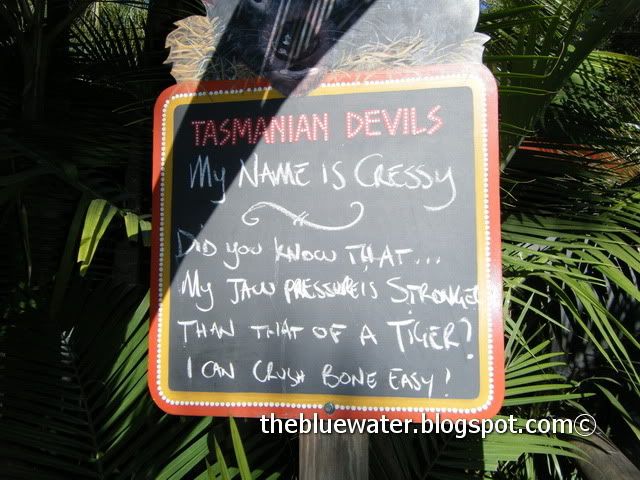 TASMANIAN DEVILS
My NAME IS CRESSY
DID YOU KNOW THAT...
My JAW PRESSURE IS STRONGER
THAN THAT OF A TIGER?
I CAN CRUSH BONE EASY!
thebluewater.blogspot.com©